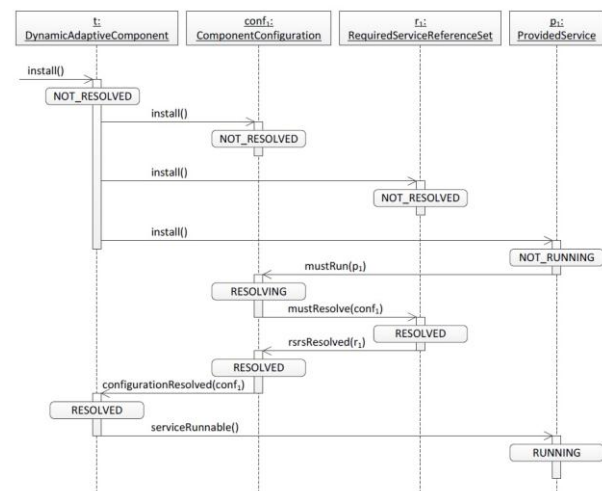 t:
DynamicAdaptiveComponent
conf₁:
ComponentConfiguration
r₁:
RequiredServiceReferenceSet
p₁:
ProvidedService
install()
NOT_RESOLVED
install()
NOT_RESOLVED
install()
NOT_RESOLVED
install()
NOT_RUNNING
mustRun(p₁)
RESOLVING
mustResolve(conf₁)
RESOLVED
rsrsResolved(r₁)
RESOLVED
configurationResolved(conf₁)
RESOLVED
serviceRunnable()
RUNNING